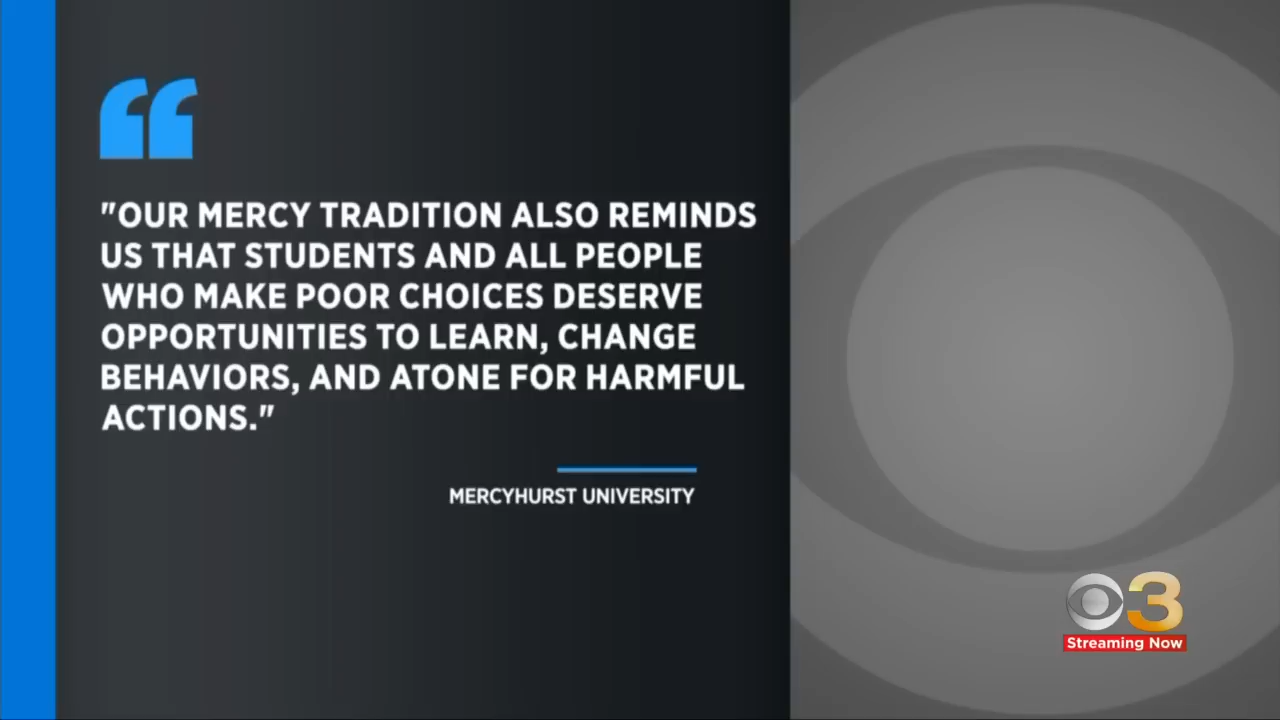 "OUR MERCY TRADITION ALSO REMINDS
US THAT STUDENTS AND ALL PEOPLE
WHO MAKE POOR CHOICES DESERVE
OPPORTUNITIES TO LEARN, CHANGE
BEHAVIORS, AND ATONE FOR HARMFUL
ACTIONS."
MERCYHURST UNIVERSITY
3
Streaming Now